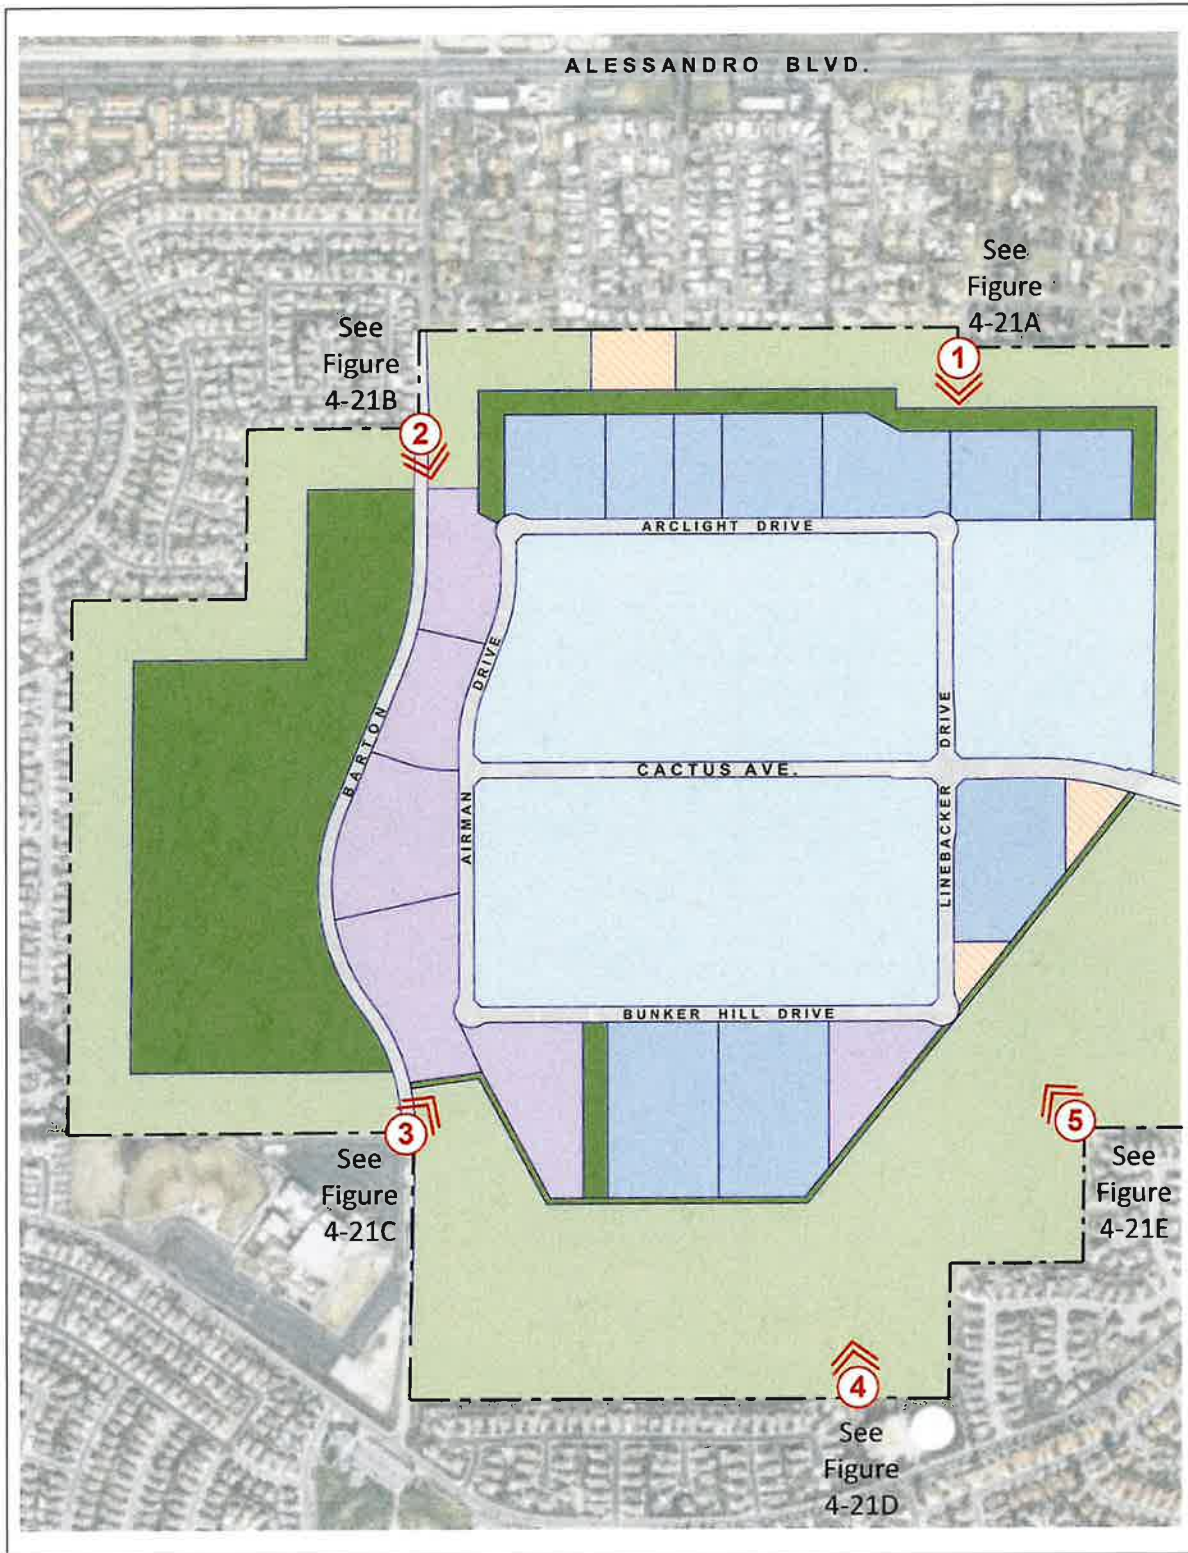 ALESSANDRO BLVD.
See
Figure
4-21A
1
See
Figure
4-21B
2
ARCLIGHT DRIVE
DRIVE
BARTON
DRIVE
CACTUS AVE.
AIRMAN
LINEBACKER
BUNKER HILL DRIVE
3
See
Figure
4-21C
5
See
Figure
4-21E
4
See
Figure
4-21D